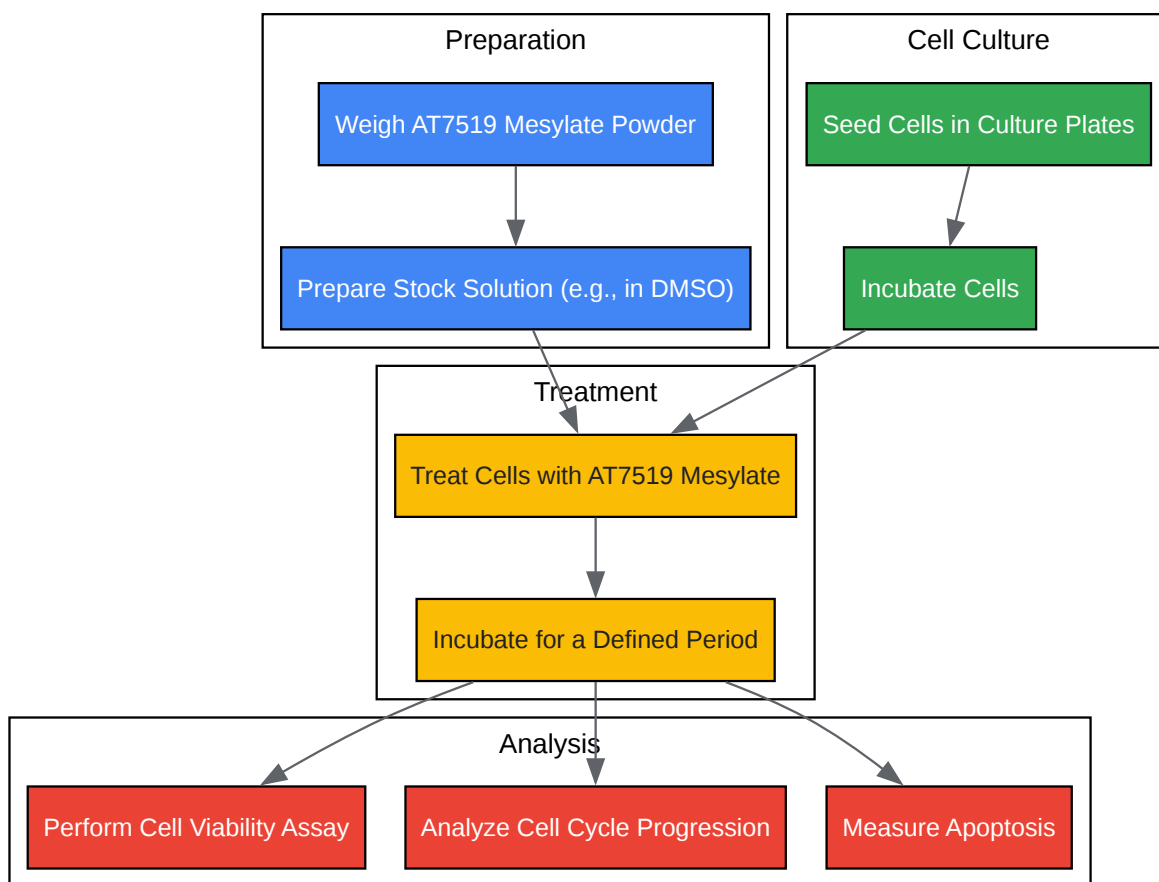 Preparation
Weigh AT7519 Mesylate Powder
Prepare Stock Solution (e.g., in DMSO)
Cell Culture
Seed Cells in Culture Plates
Incubate Cells
Treatment
Treat Cells with AT7519 Mesylate
Incubate for a Defined Period
Analysis
Perform Cell Viability Assay
Analyze Cell Cycle Progression
Measure Apoptosis